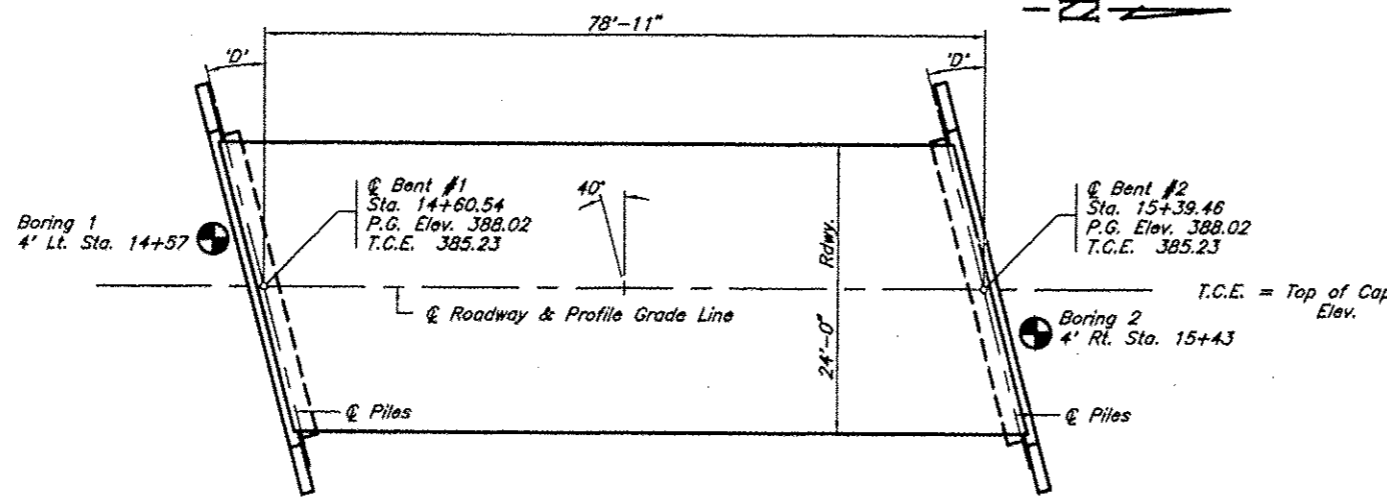 78'-11"
'D'
'D'
℄ Bent #1
Sta. 14+60.54
P.G. Elev. 388.02
T.C.E. 385.23
40°
℄ Bent #2
Sta. 15+39.46
P.G. Elev. 388.02
T.C.E. 385.23
Boring 1
4' Lt. Sta. 14+57
Rdwy.
24'-0"
℄ Roadway & Profile Grade Line
T.C.E. = Top of Cap
Elev.
Boring 2
4' Rt. Sta. 15+43
℄ Piles
℄ Piles